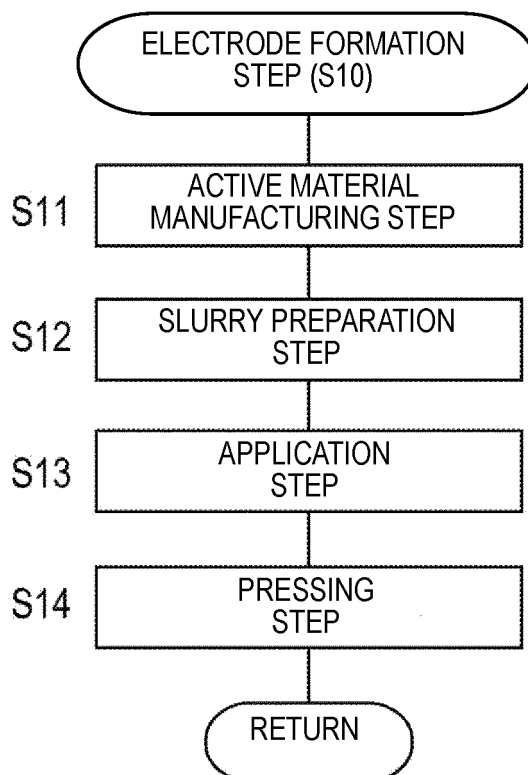 ELECTRODE FORMATION
STEP (S10)
S11
ACTIVE MATERIAL
MANUFACTURING STEP
S12
SLURRY PREPARATION
STEP
S13
APPLICATION
STEP
S14
PRESSING
STEP
RETURN